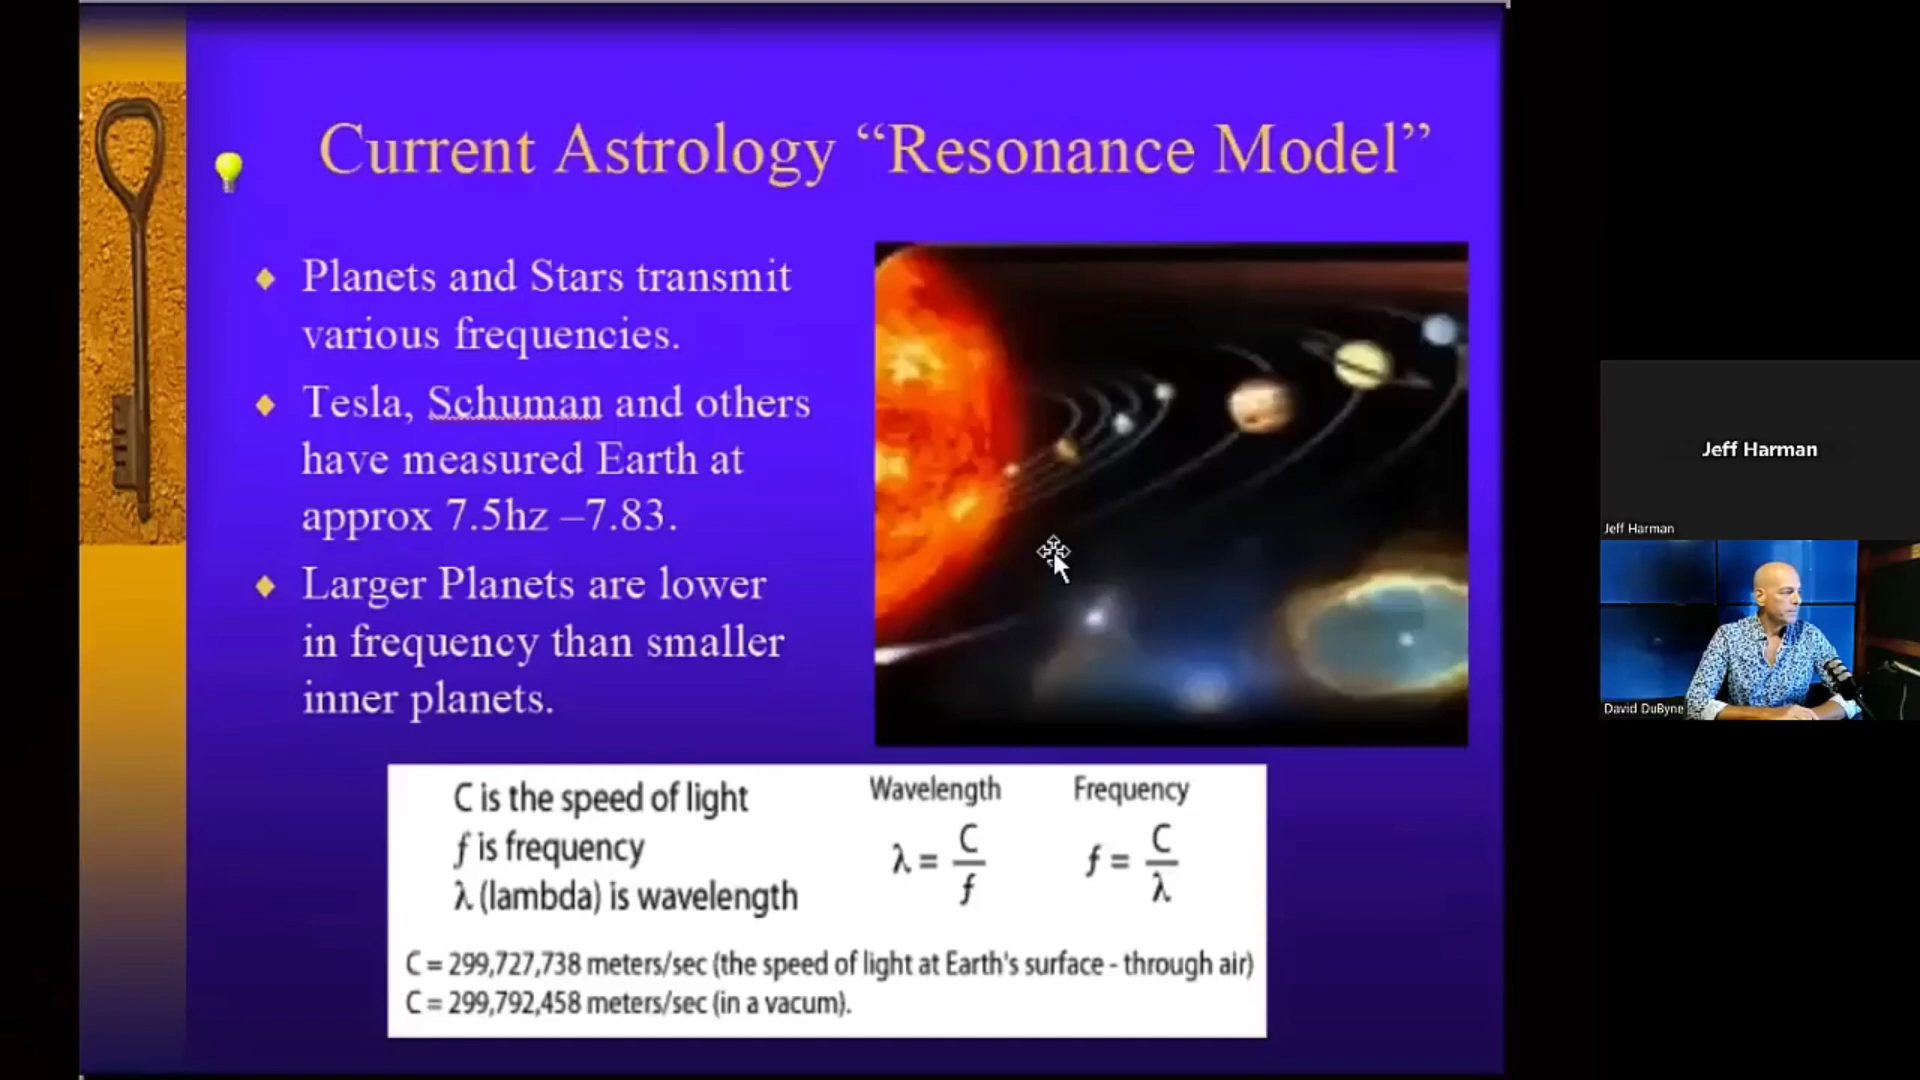 Current Astrology “Resonance Model”
Planets and Stars transmit
various frequencies.
Tesla, Schuman and others
have measured Earth at
approx 7.5hz –7.83.
Larger Planets are lower
in frequency than smaller
inner planets.
C is the speed of light
f is frequency
λ (lambda) is wavelength
Wavelength
λ = C/f
Frequency
f = C/λ
C = 299,727,738 meters/sec (the speed of light at Earth's surface - through air)
C = 299,792,458 meters/sec (in a vacum).
Jeff Harman
Jeff Harman
David DuByne